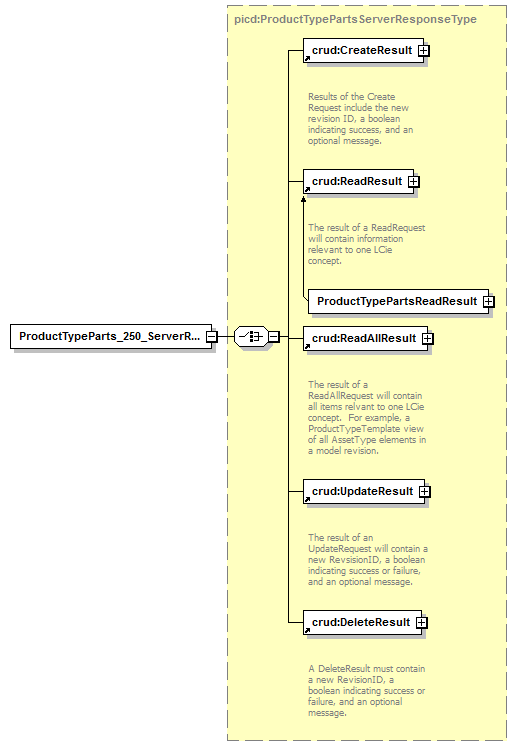 picd:ProductTypePartsServerResponseType
crud:CreateResult
Results of the Create
Request include the new
revision ID, a boolean
indicating success, and an
optional message.
crud:ReadResult
The result of a ReadRequest
will contain information
relevant to one LCie
concept.
ProductTypePartsReadResult
ProductTypeParts_250_ServerR...
crud:ReadAllResult
The result of a
ReadAllRequest will contain
all items relvant to one LCie
concept.  For example, a
ProductTypeTemplate view
of all AssetType elements in
a model revision.
crud:UpdateResult
The result of an
UpdateRequest will contain a
new RevsisionID, a boolean
indicating success or failure,
and an optional message.
crud:DeleteResult
A DeleteResult must contain
a new RevisionID, a
boolean indicating success or
failure, and an optional
message.